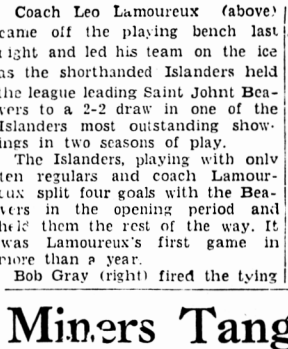 Coach Leo Lamoureux (above)
came off the playing bench last
night and led his team on the ice
as the shorthanded Islanders held
the league leading Saint Johnt Bea-
vers to a 2-2 draw in one of the
Islanders most outstanding show-
ings in two seasons of play.
The Islanders, playing with only
ten regulars and coach Lamour-
eux split four goals with the Bea-
vers in the opening period and
held them the rest of the way. It
was Lamoureux's first game in
more than a year.
Bob Gray (right) fired the tying
Miners Tang